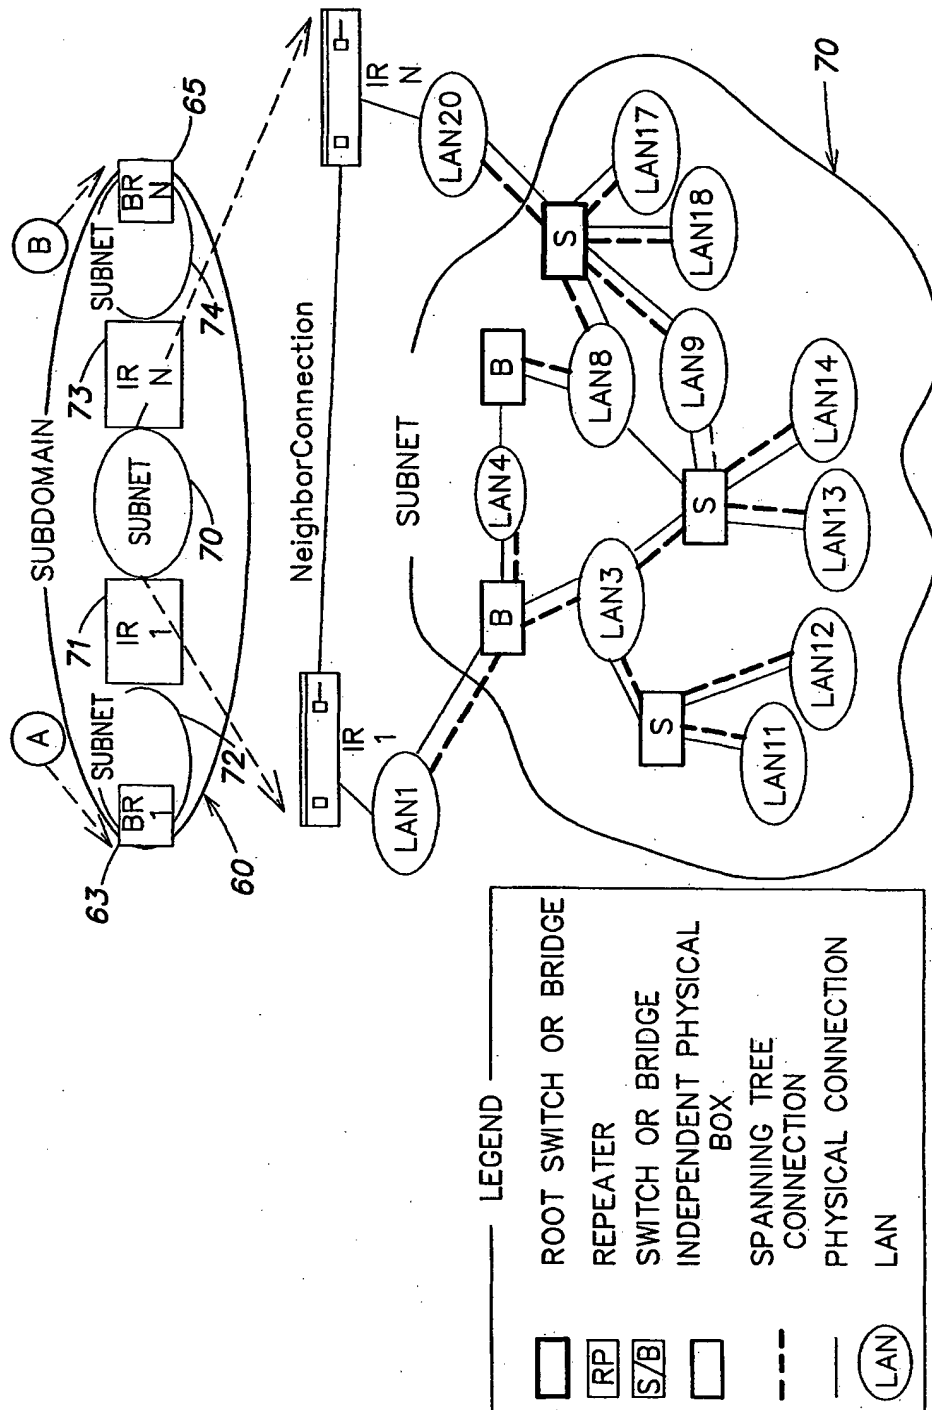 SUBDOMAIN
A
B
SUBNET
SUBNET
SUBNET
BR
1
IR
1
IR
N
BR
N
63
71
73
65
60
72
70
74
NeighborConnection
IR
1
IR
N
SUBNET
LAN1
LAN20
B
LAN4
B
S
LAN17
LAN18
LAN8
LAN9
LAN3
S
S
LAN14
LAN13
LAN12
LAN11
70
LEGEND
ROOT SWITCH OR BRIDGE
RP
REPEATER
S/B
SWITCH OR BRIDGE
INDEPENDENT PHYSICAL
BOX
SPANNING TREE
CONNECTION
PHYSICAL CONNECTION
LAN
LAN